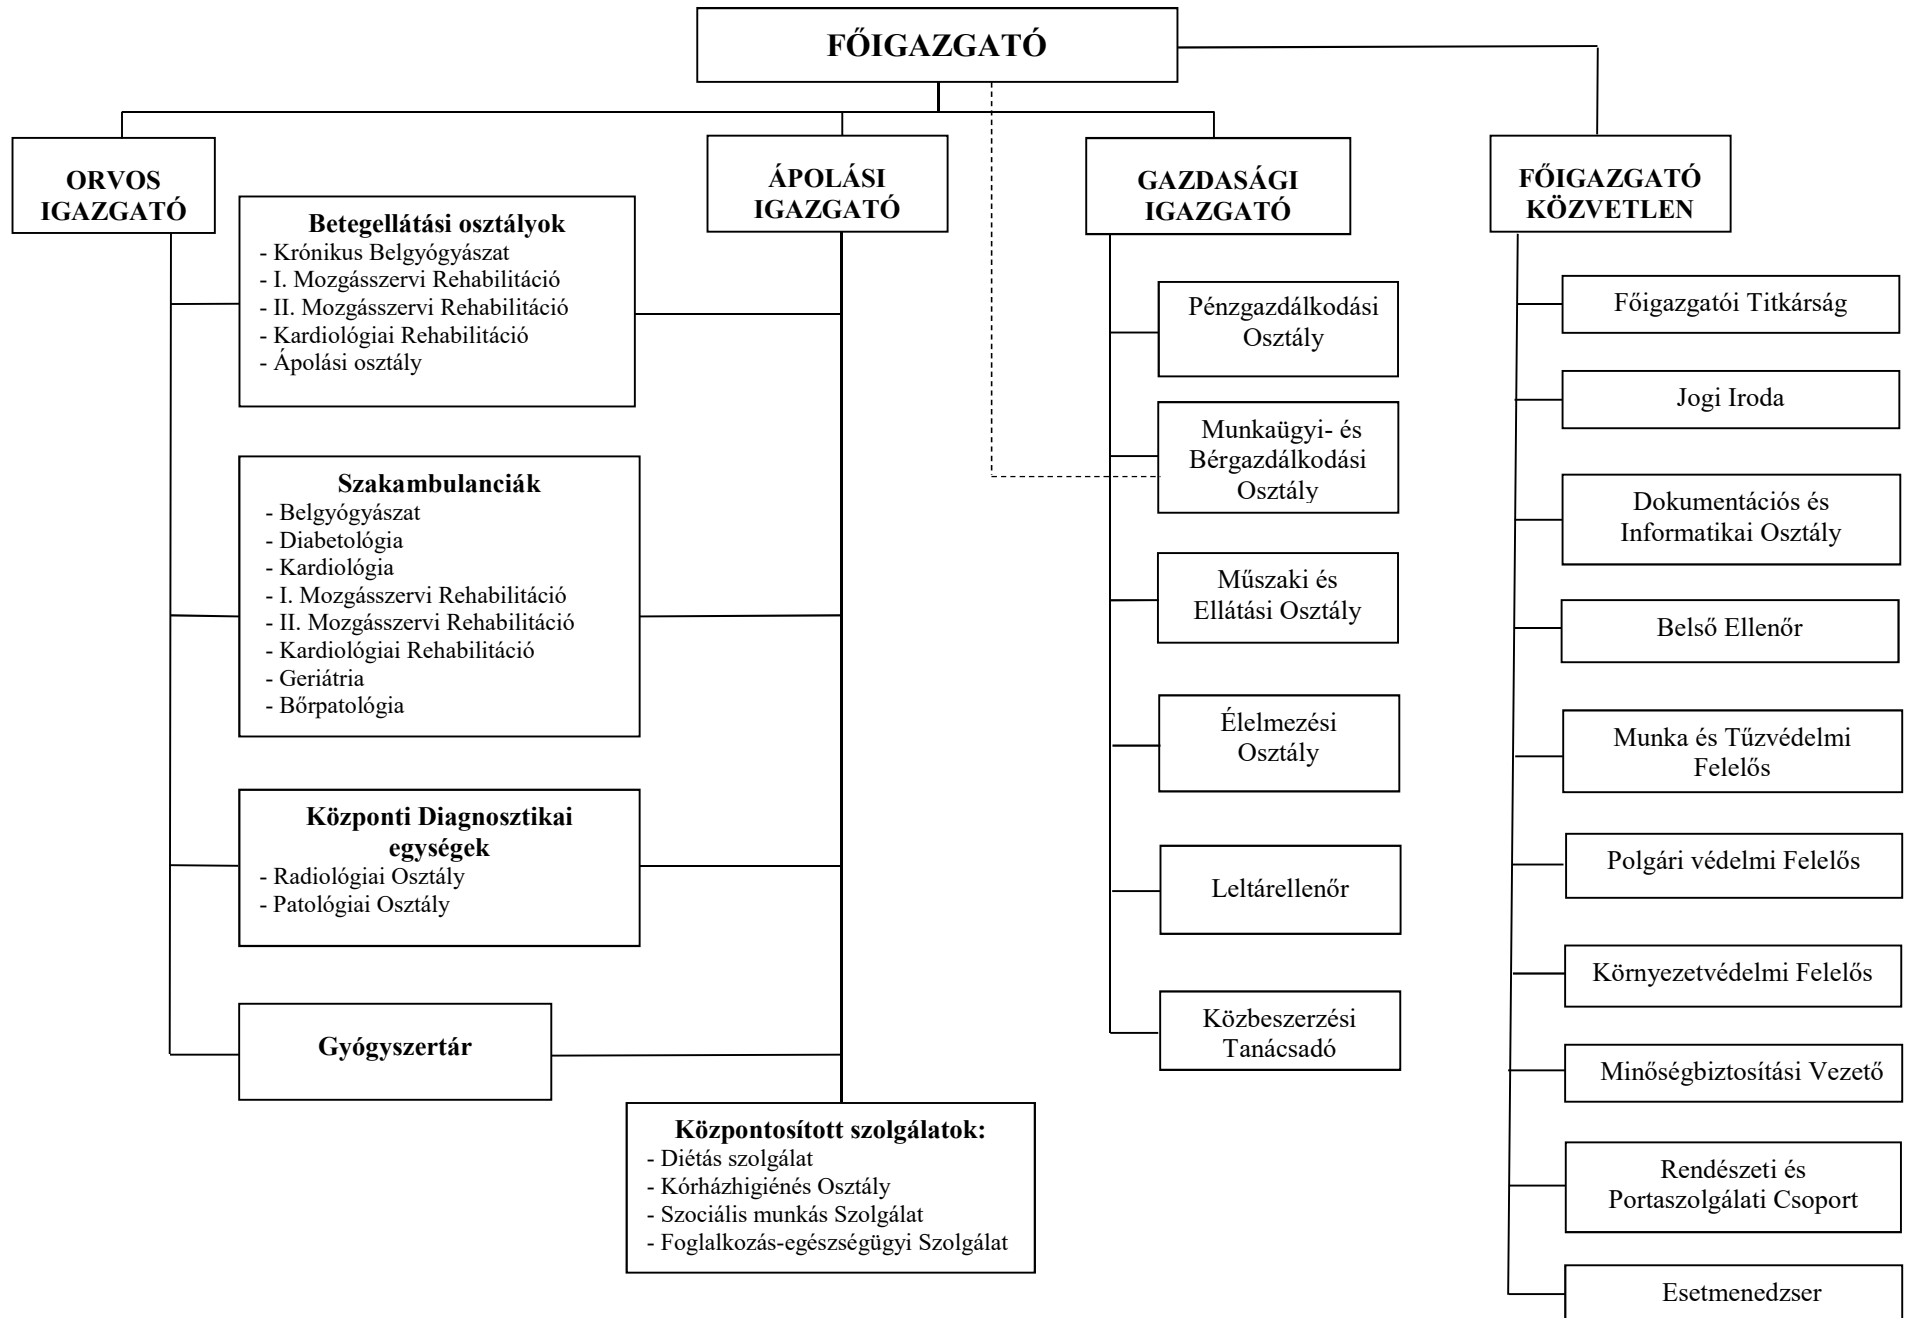 FŐIGAZGATÓ
ORVOS
IGAZGATÓ
ÁPOLÁSI
IGAZGATÓ
GAZDASÁGI
IGAZGATÓ
FŐIGAZGATÓ
KÖZVETLEN
Betegellátási osztályok
- Krónikus Belgyógyászat
- I. Mozgásszervi Rehabilitáció
- II. Mozgásszervi Rehabilitáció
- Kardiológiai Rehabilitáció
- Ápolási osztály
Szakambulanciák
- Belgyógyászat
- Diabetológia
- Kardiológia
- I. Mozgásszervi Rehabilitáció
- II. Mozgásszervi Rehabilitáció
- Kardiológiai Rehabilitáció
- Geriátria
- Bőrpatológia
Központi Diagnosztikai
egységek
- Radiológiai Osztály
- Patológiai Osztály
Gyógyszertár
Központosított szolgálatok:
- Diétás szolgálat
- Kórházhigiénés Osztály
- Szociális munkás Szolgálat
- Foglalkozás-egészségügyi Szolgálat
Pénzgazdálkodási
Osztály
Munkaügyi- és
Bérgazdálkodási
Osztály
Műszaki és
Ellátási Osztály
Élelmezési
Osztály
Leltárellenőr
Közbeszerzési
Tanácsadó
Főigazgatói Titkárság
Jogi Iroda
Dokumentációs és
Informatikai Osztály
Belső Ellenőr
Munka és Tűzvédelmi
Felelős
Polgári védelmi Felelős
Környezetvédelmi Felelős
Minőségbiztosítási Vezető
Rendészeti és
Portaszolgálati Csoport
Esetmenedzser